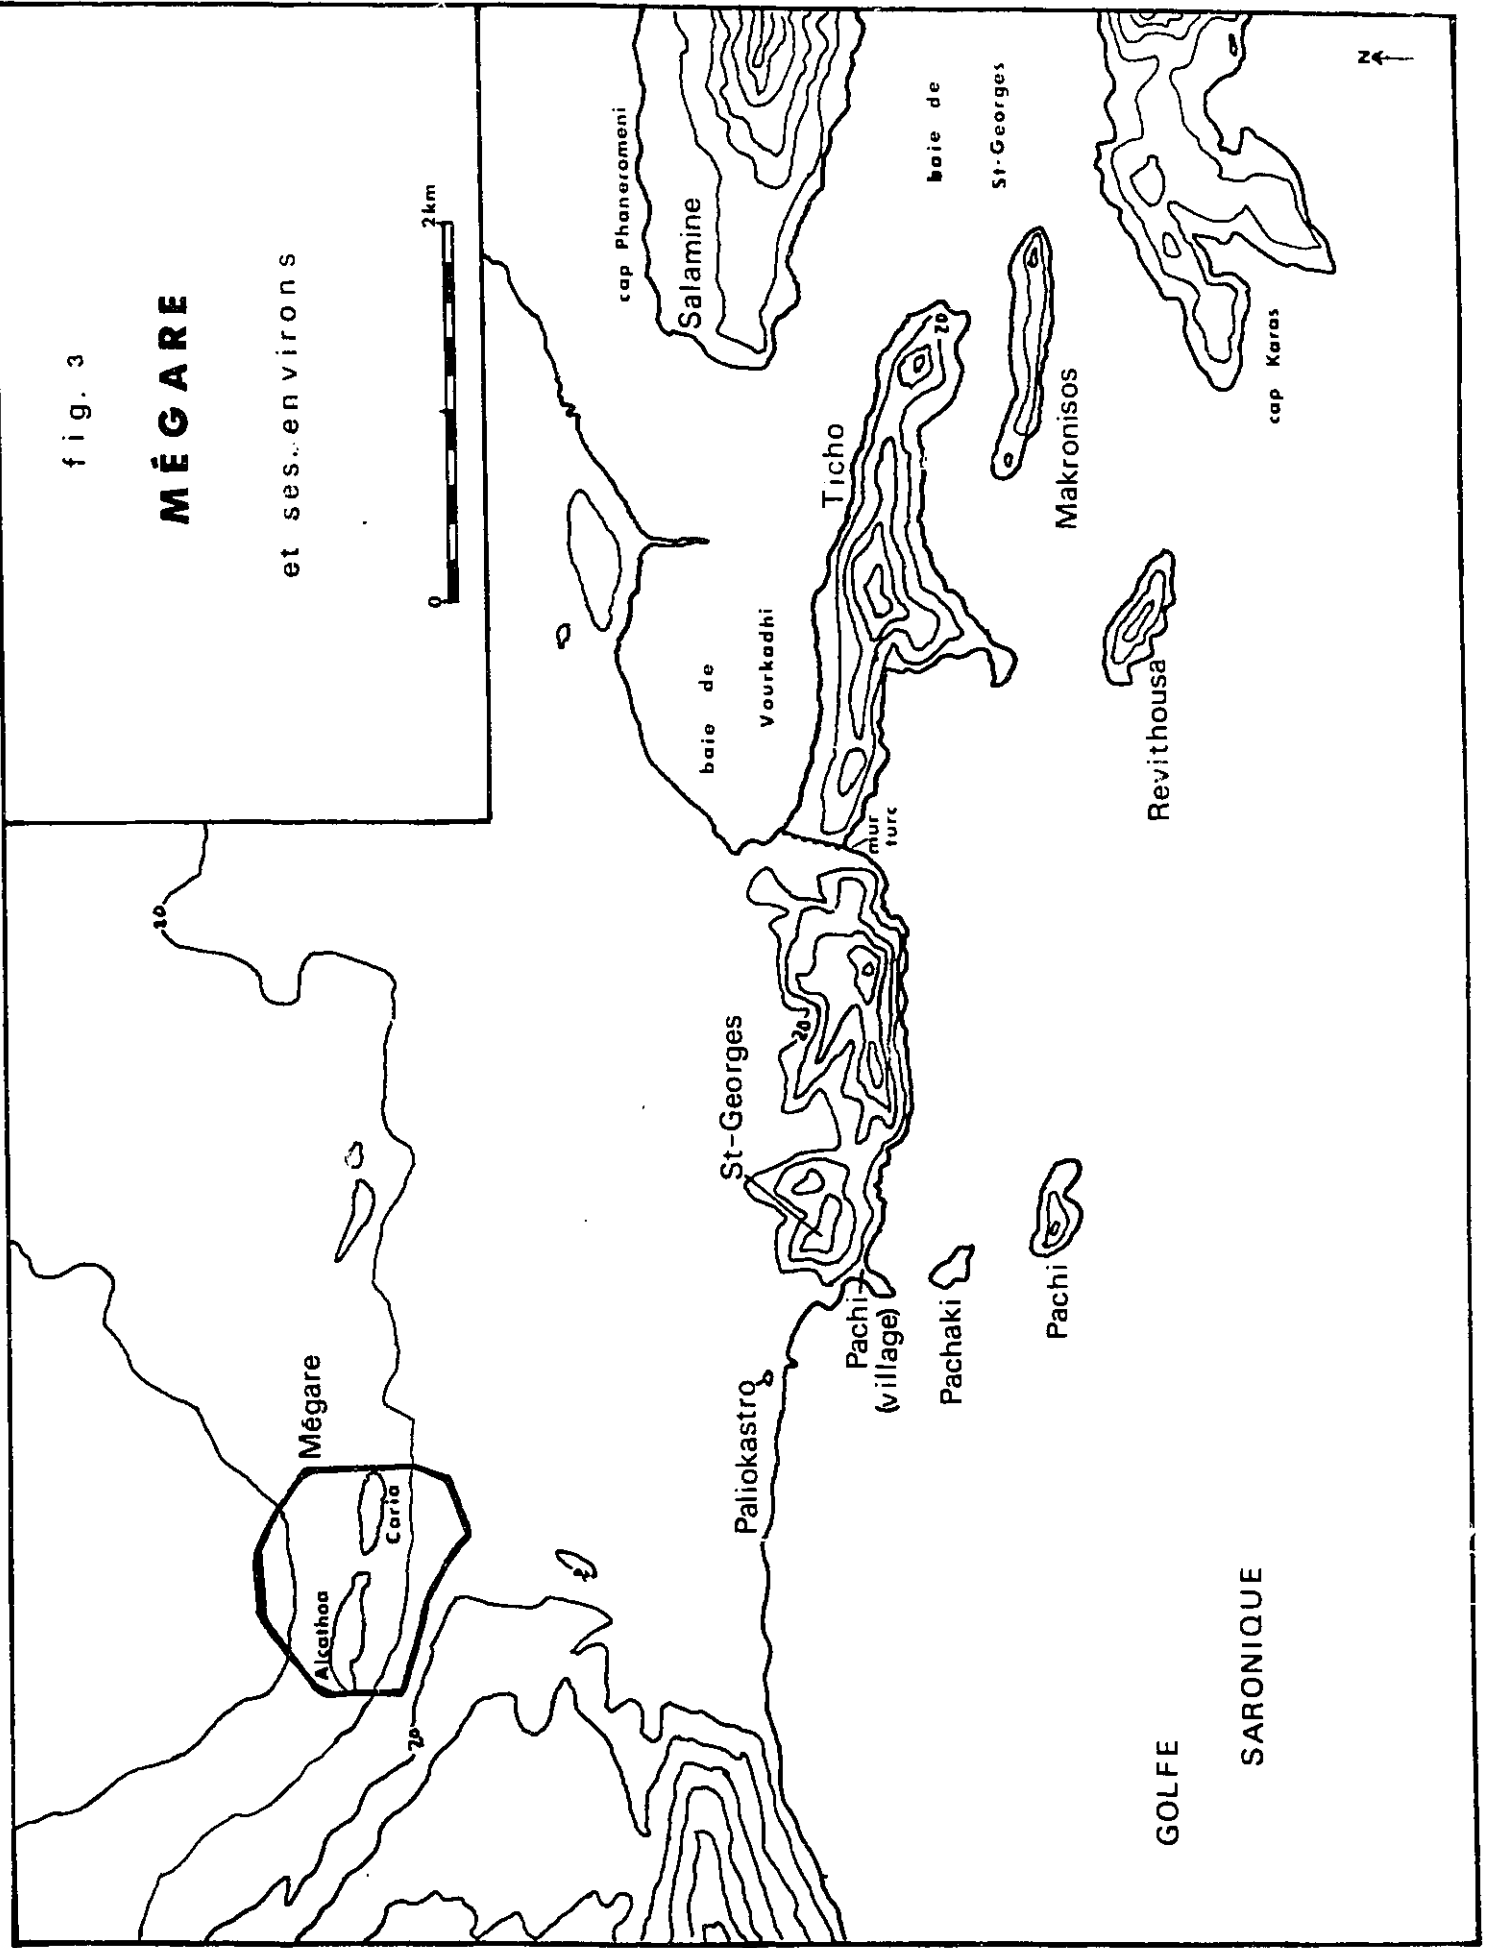 fig. 3
MÉGARE
et ses environs
0
2km
N
20
Mégare
Alcathoa
Caria
20
cap Phaneromeni
Salamine
baie de
St-Georges
baie de
Vourkadhi
Ticho
20
mur
turc
Makronisos
cap Karas
Revithousa
St-Georges
20
Paliokastro
Pachi
(village)
Pachaki
Pachi
GOLFE
SARONIQUE